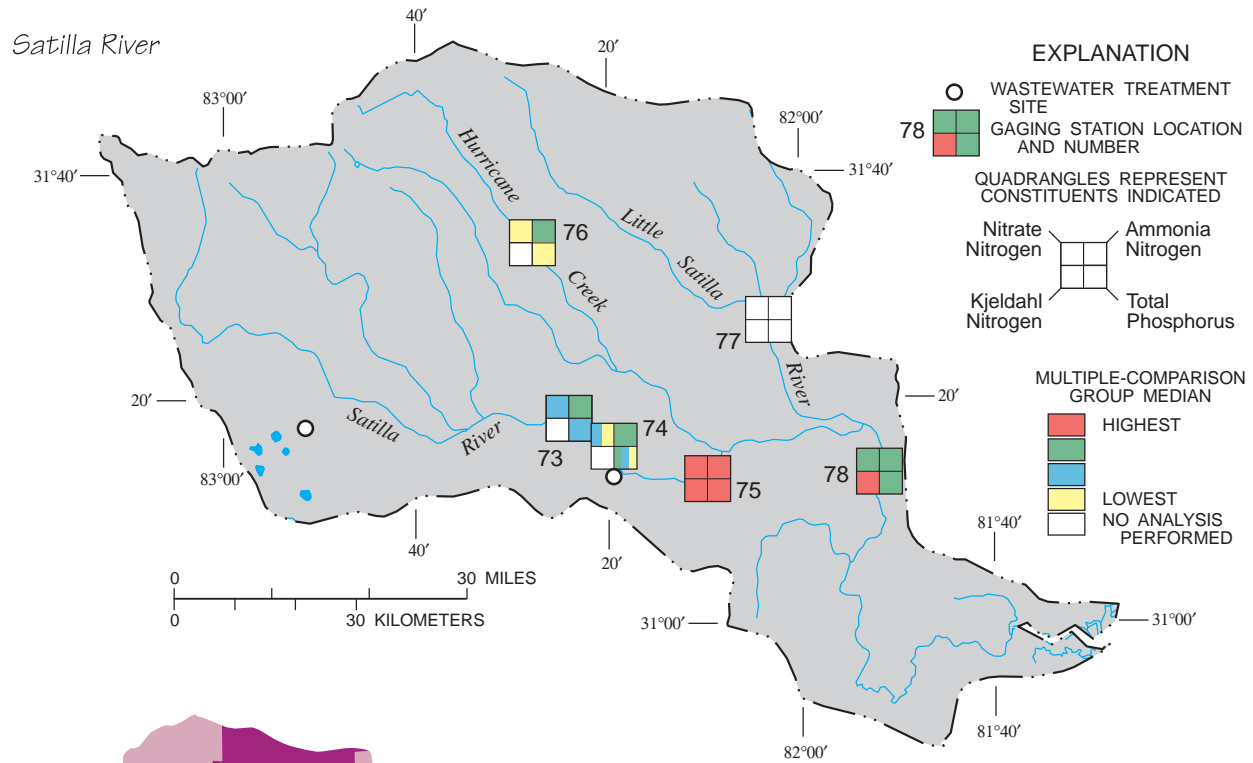 Satilla River
40′
20′
83°00′
82°00′
31°40′
31°40′
Hurricane
Creek
Little
Satilla
River
76
77
20′
20′
Satilla
River
73
74
75
78
83°00′
40′
20′
81°40′
31°00′
31°00′
82°00′
81°40′
0 30 MILES
0 30 KILOMETERS
EXPLANATION
WASTEWATER TREATMENT
SITE
78 GAGING STATION LOCATION
AND NUMBER
QUADRANGLES REPRESENT
CONSTITUENTS INDICATED
Nitrate
Nitrogen
Ammonia
Nitrogen
Kjeldahl
Nitrogen
Total
Phosphorus
MULTIPLE-COMPARISON
GROUP MEDIAN
HIGHEST
LOWEST
NO ANALYSIS
PERFORMED